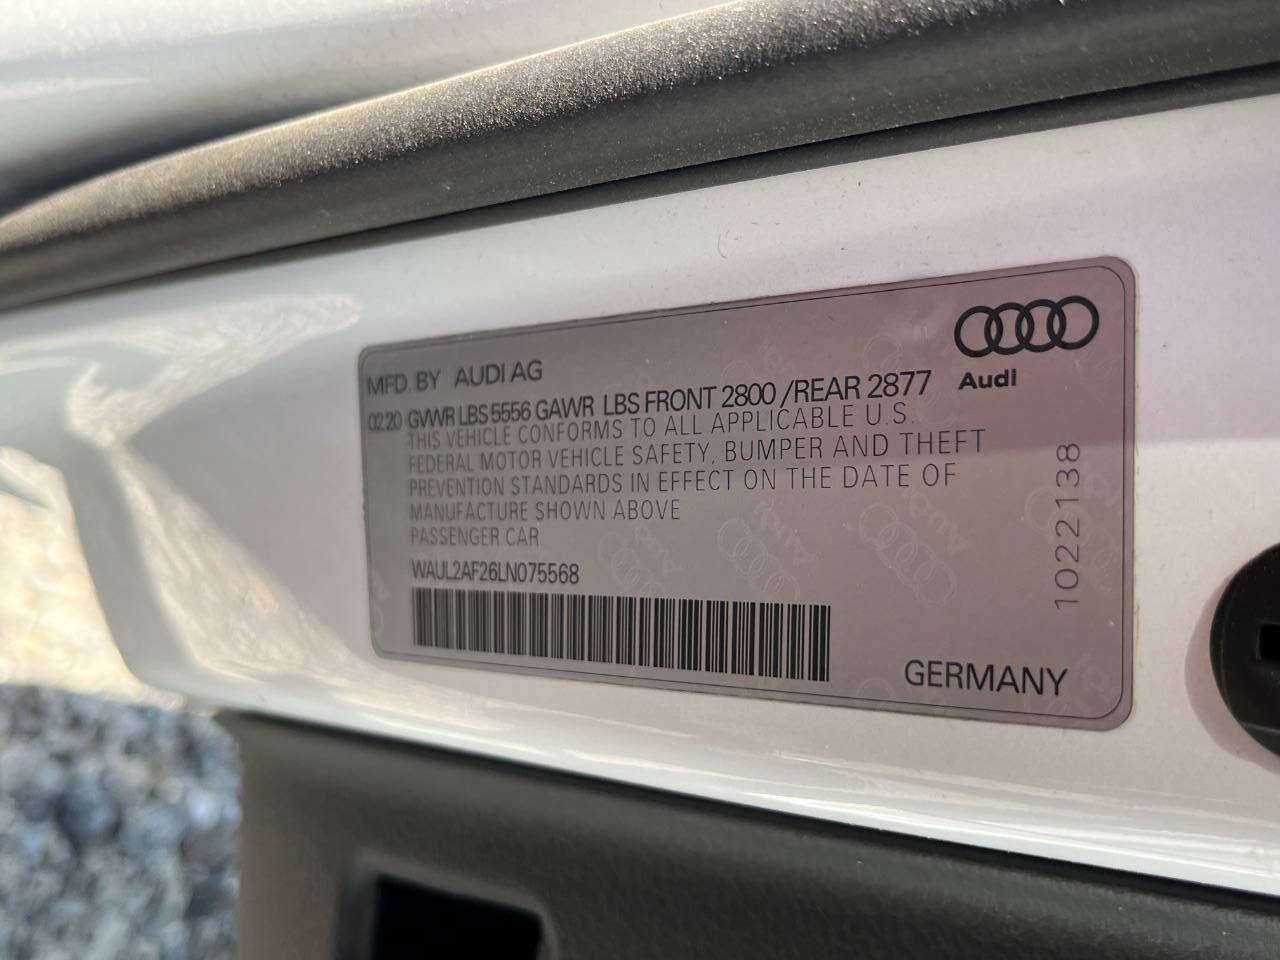 MFD. BY AUDI AG
02.20 GVWR LBS 5556 GAWR LBS FRONT 2800 /REAR 2877
THIS VEHICLE CONFORMS TO ALL APPLICABLE U.S.
FEDERAL MOTOR VEHICLE SAFETY, BUMPER AND THEFT
PREVENTION STANDARDS IN EFFECT ON THE DATE OF
MANUFACTURE SHOWN ABOVE
PASSENGER CAR
WAUL2AF26LN075568
Audi
1022138
GERMANY